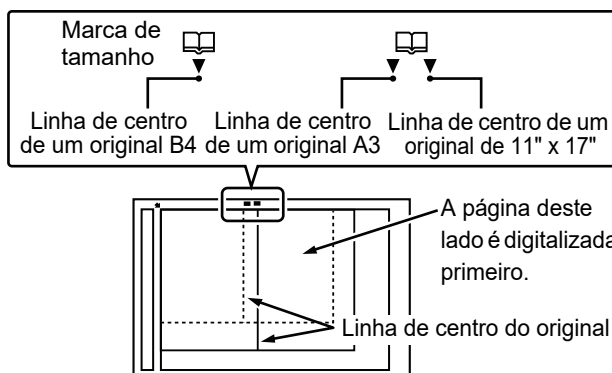 Marca de
tamanho
Linha de centro
de um original B4
Linha de centro
de um original A3
Linha de centro de um
original de 11" x 17"
A página deste
lado é digitalizada
primeiro.
Linha de centro do original